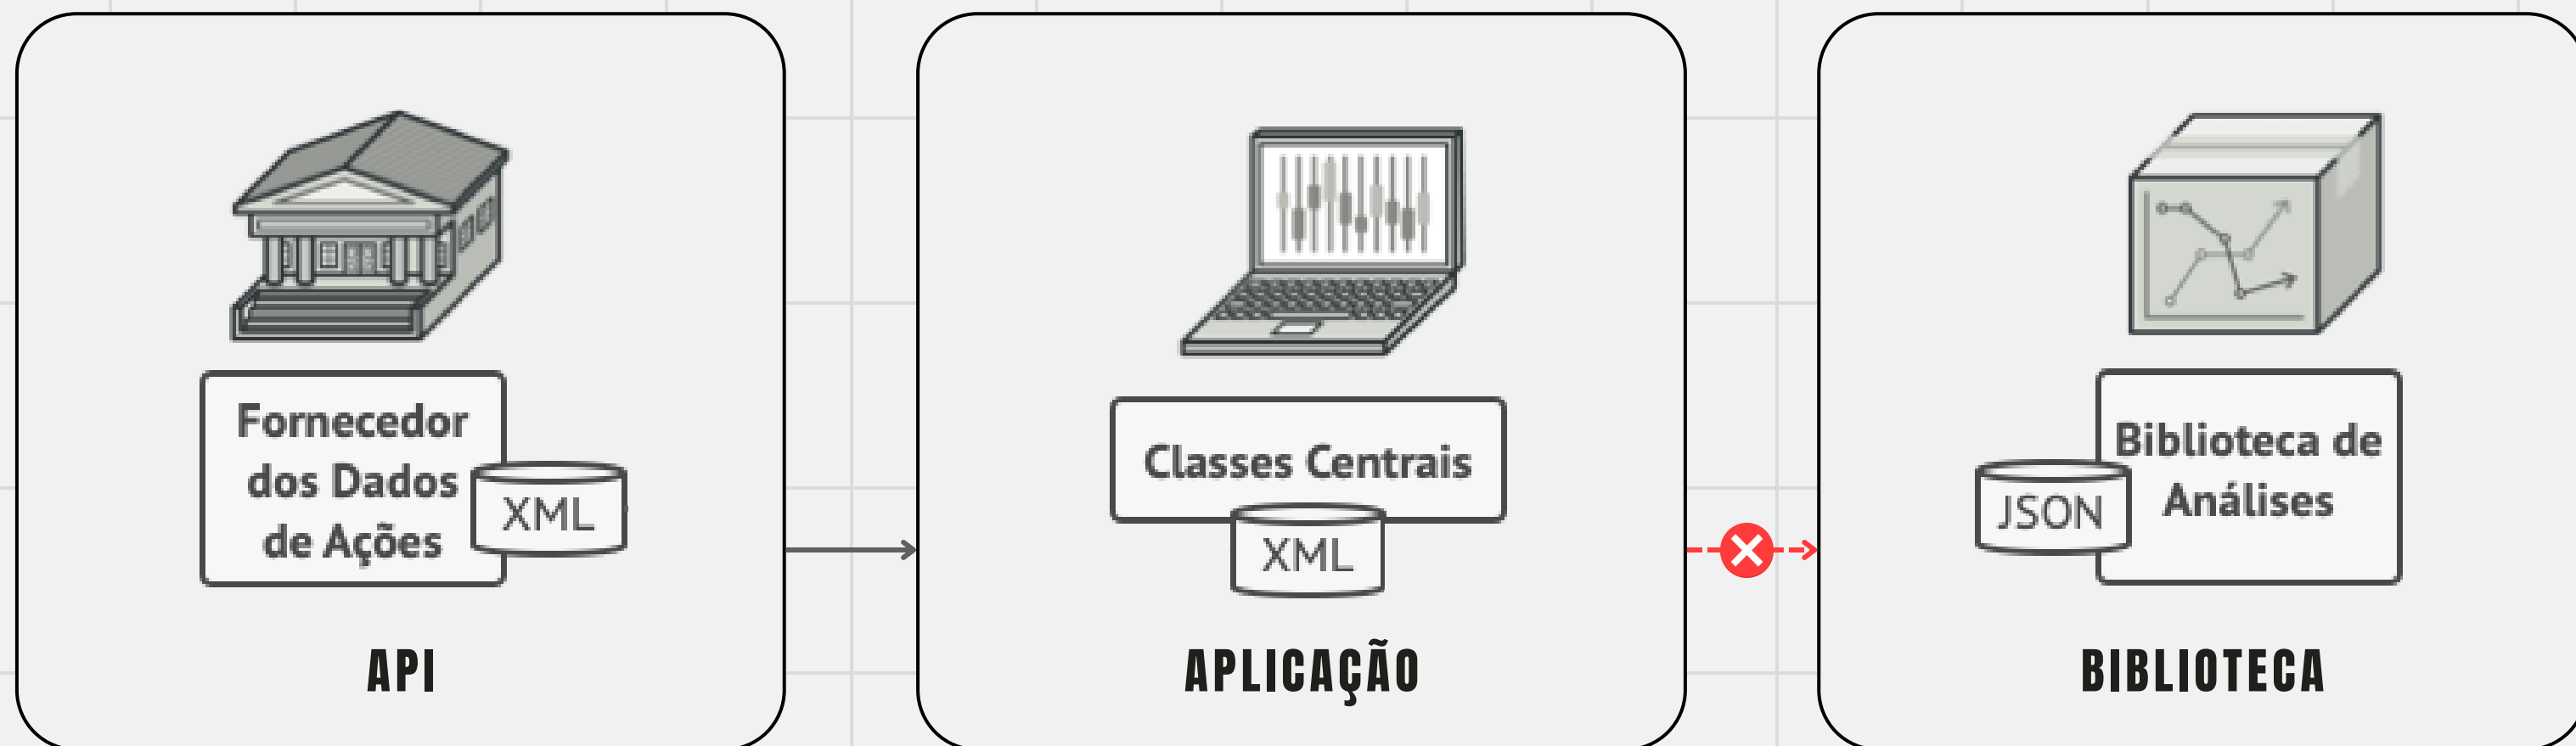 Fornecedor
dos Dados
de Ações
XML
API
Classes Centrais
XML
APLICAÇÃO
Biblioteca de
Análises
JSON
BIBLIOTECA